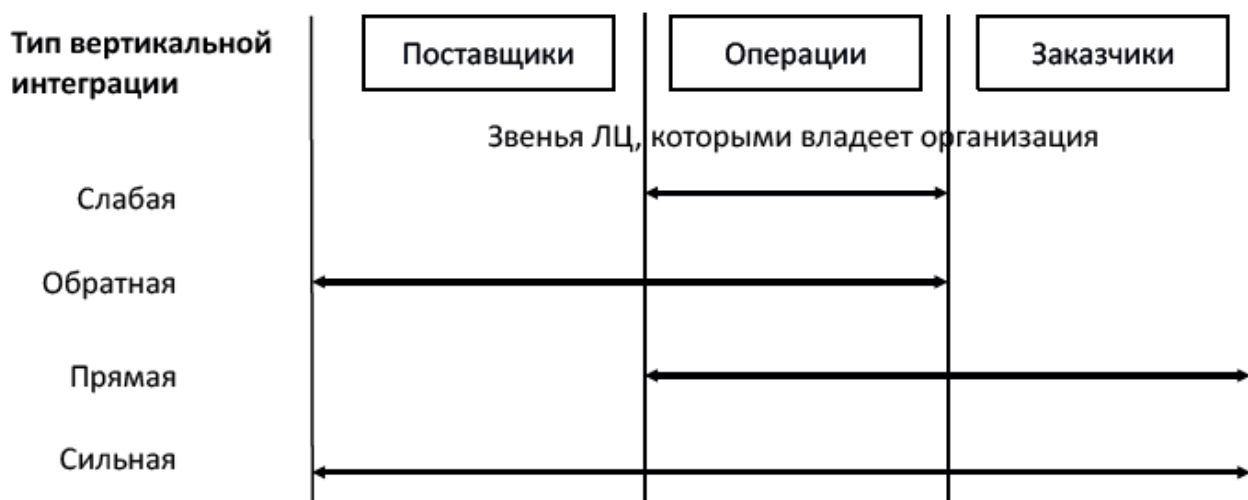 Тип вертикальной
интеграции
Поставщики
Операции
Заказчики
Звенья ЛЦ, которыми владеет организация
Слабая
Обратная
Прямая
Сильная